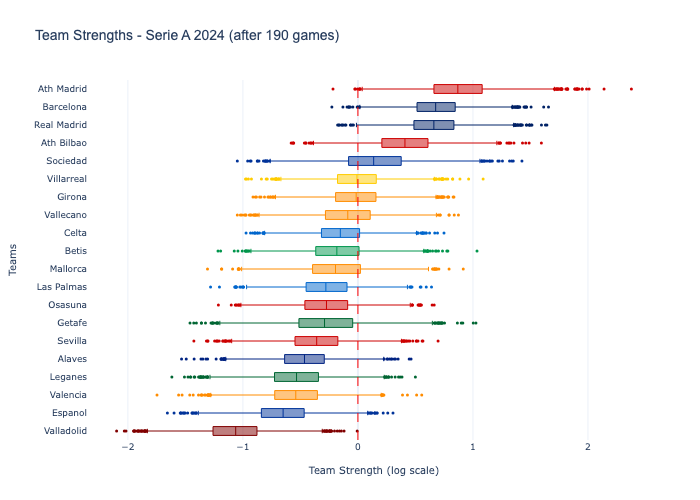 Team Strengths - Serie A 2024 (after 190 games)
Ath Madrid
Barcelona
Real Madrid
Ath Bilbao
Sociedad
Villarreal
Girona
Vallecano
Celta
Betis
Mallorca
Las Palmas
Osasuna
Getafe
Sevilla
Alaves
Leganes
Valencia
Espanol
Valladolid
Teams
−2 −1 0 1 2
Team Strength (log scale)